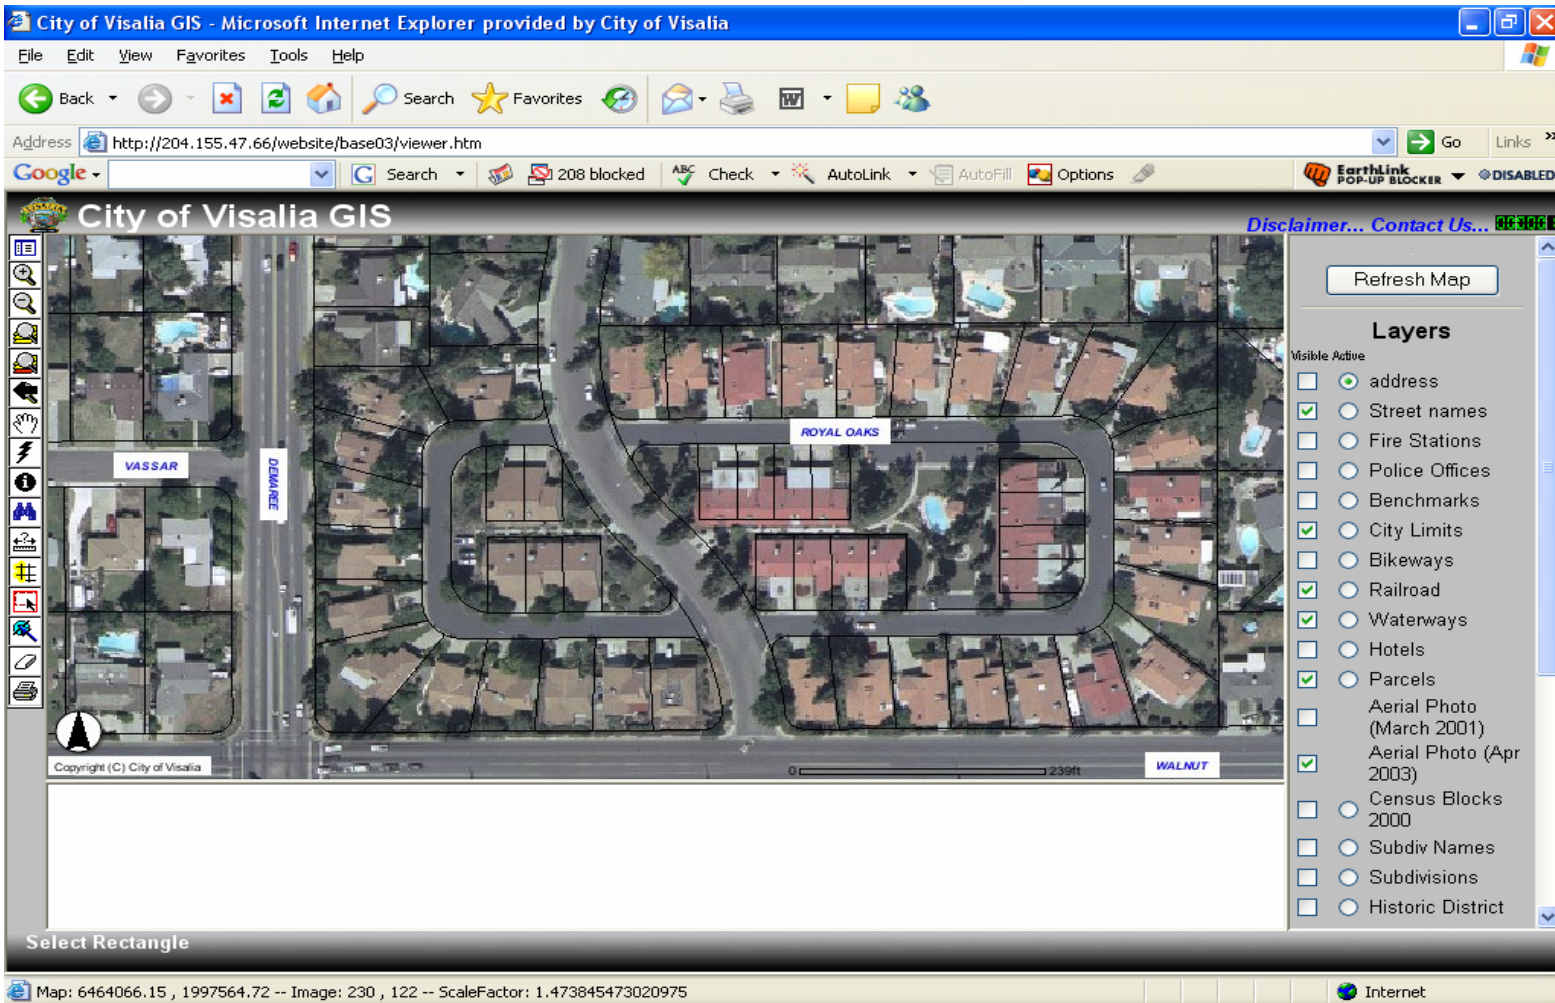 City of Visalia GIS - Microsoft Internet Explorer provided by City of Visalia
File Edit View Favorites Tools Help
Back Search Favorites
Address http://204.155.47.66/website/base03/viewer.htm Go Links »
Google Search 208 blocked ABC Check AutoLink AutoFill Options EarthLink POP-UP BLOCKER DISABLED
City of Visalia GIS
Disclaimer... Contact Us...
Refresh Map
Layers
Visible Active
address
Street names
Fire Stations
Police Offices
Benchmarks
City Limits
Bikeways
Railroad
Waterways
Hotels
Parcels
Aerial Photo
(March 2001)
Aerial Photo (Apr
2003)
Census Blocks
2000
Subdiv Names
Subdivisions
Historic District
ROYAL OAKS
VASSAR
DEMAREE
WALNUT
0 239ft
Copyright (C) City of Visalia
Select Rectangle
Map: 6464066.15 , 1997564.72 -- Image: 230 , 122 -- ScaleFactor: 1.473845473020975
Internet